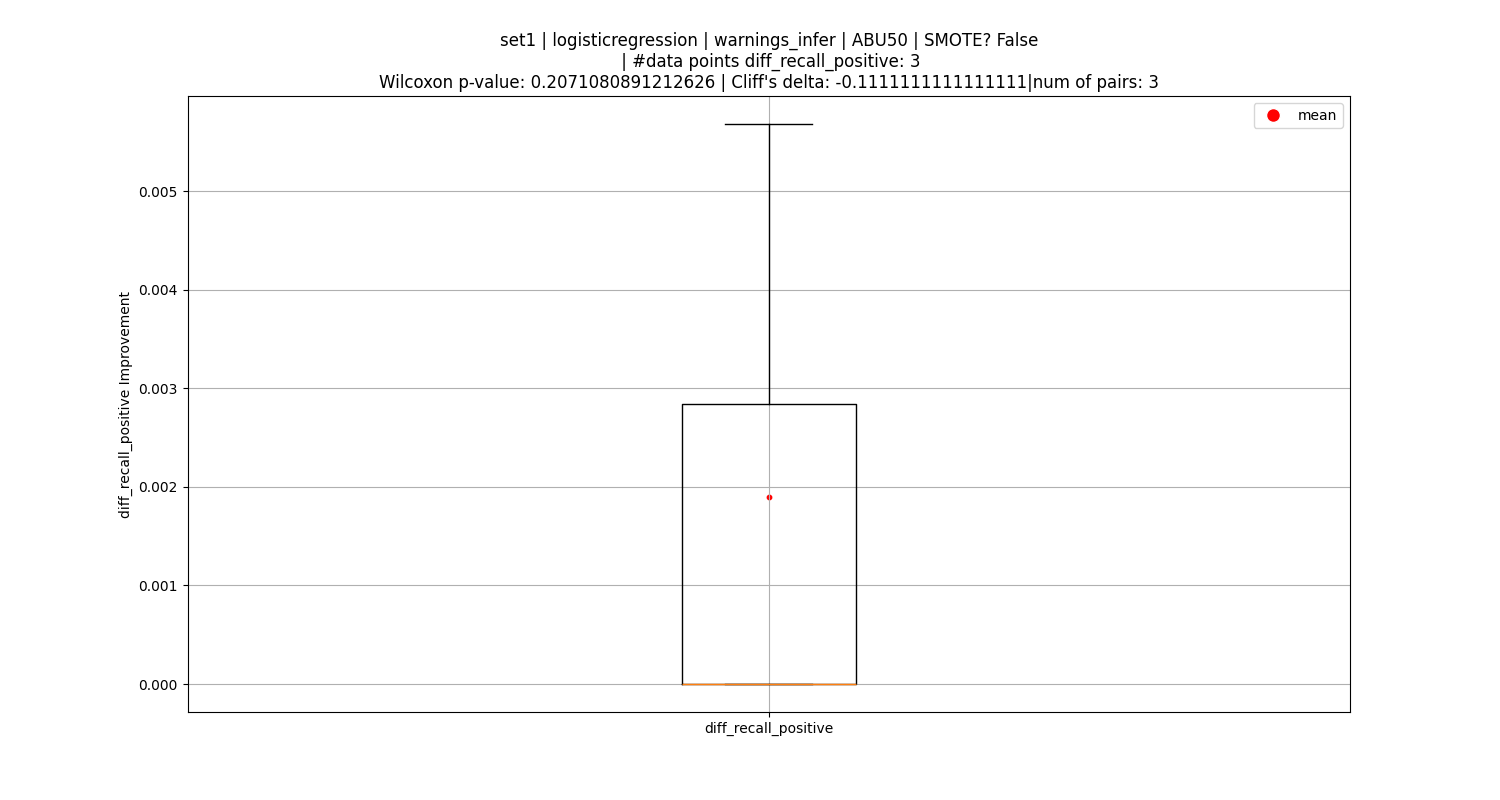 set1 | logisticregression | warnings_infer | ABU50 | SMOTE? False
| #data points diff_recall_positive: 3
Wilcoxon p-value: 0.2071080891212626 | Cliff's delta: -0.1111111111111111|num of pairs: 3
mean
0.005
0.004
0.003
0.002
0.001
0.000
diff_recall_positive Improvement
diff_recall_positive